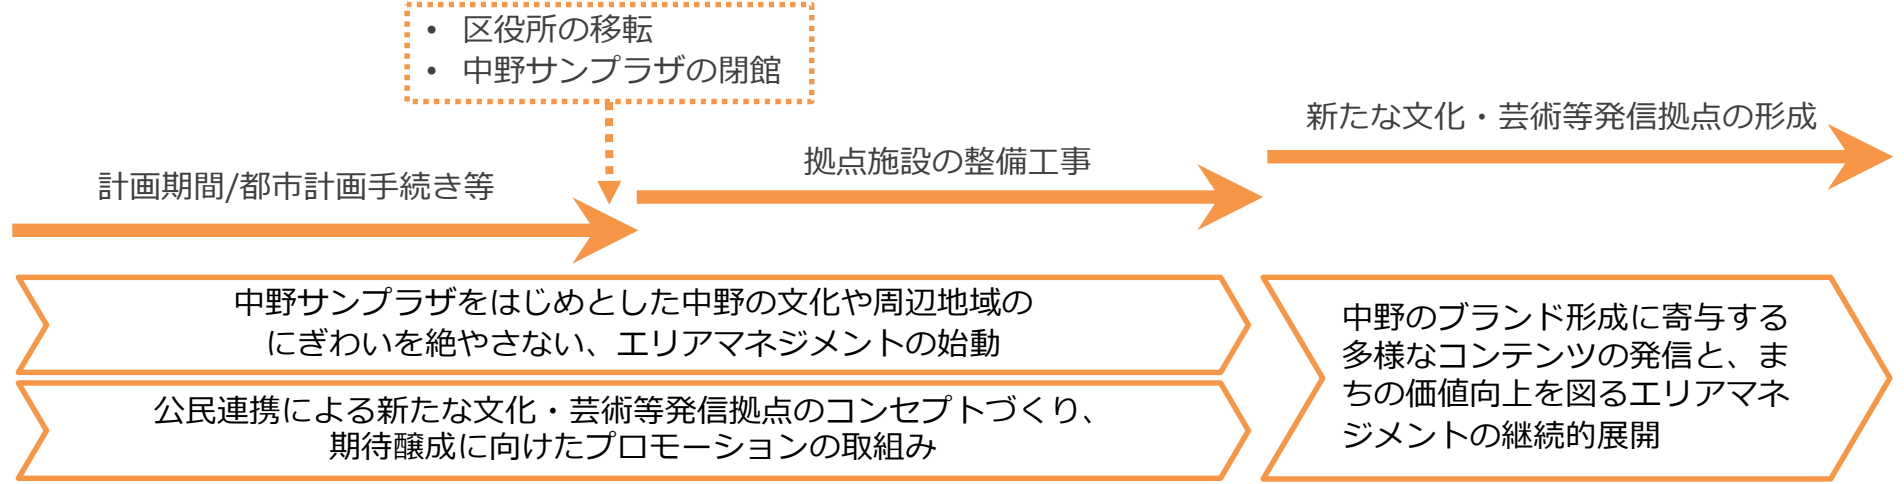 • 区役所の移転
• 中野サンプラザの閉館
計画期間/都市計画手続き等
拠点施設の整備工事
新たな文化・芸術等発信拠点の形成
中野サンプラザをはじめとした中野の文化や周辺地域の
にぎわいを絶やさない、エリアマネジメントの始動
公民連携による新たな文化・芸術等発信拠点のコンセプトづくり、
期待醸成に向けたプロモーションの取組み
中野のブランド形成に寄与する
多様なコンテンツの発信と、ま
ちの価値向上を図るエリアマネ
ジメントの継続的展開